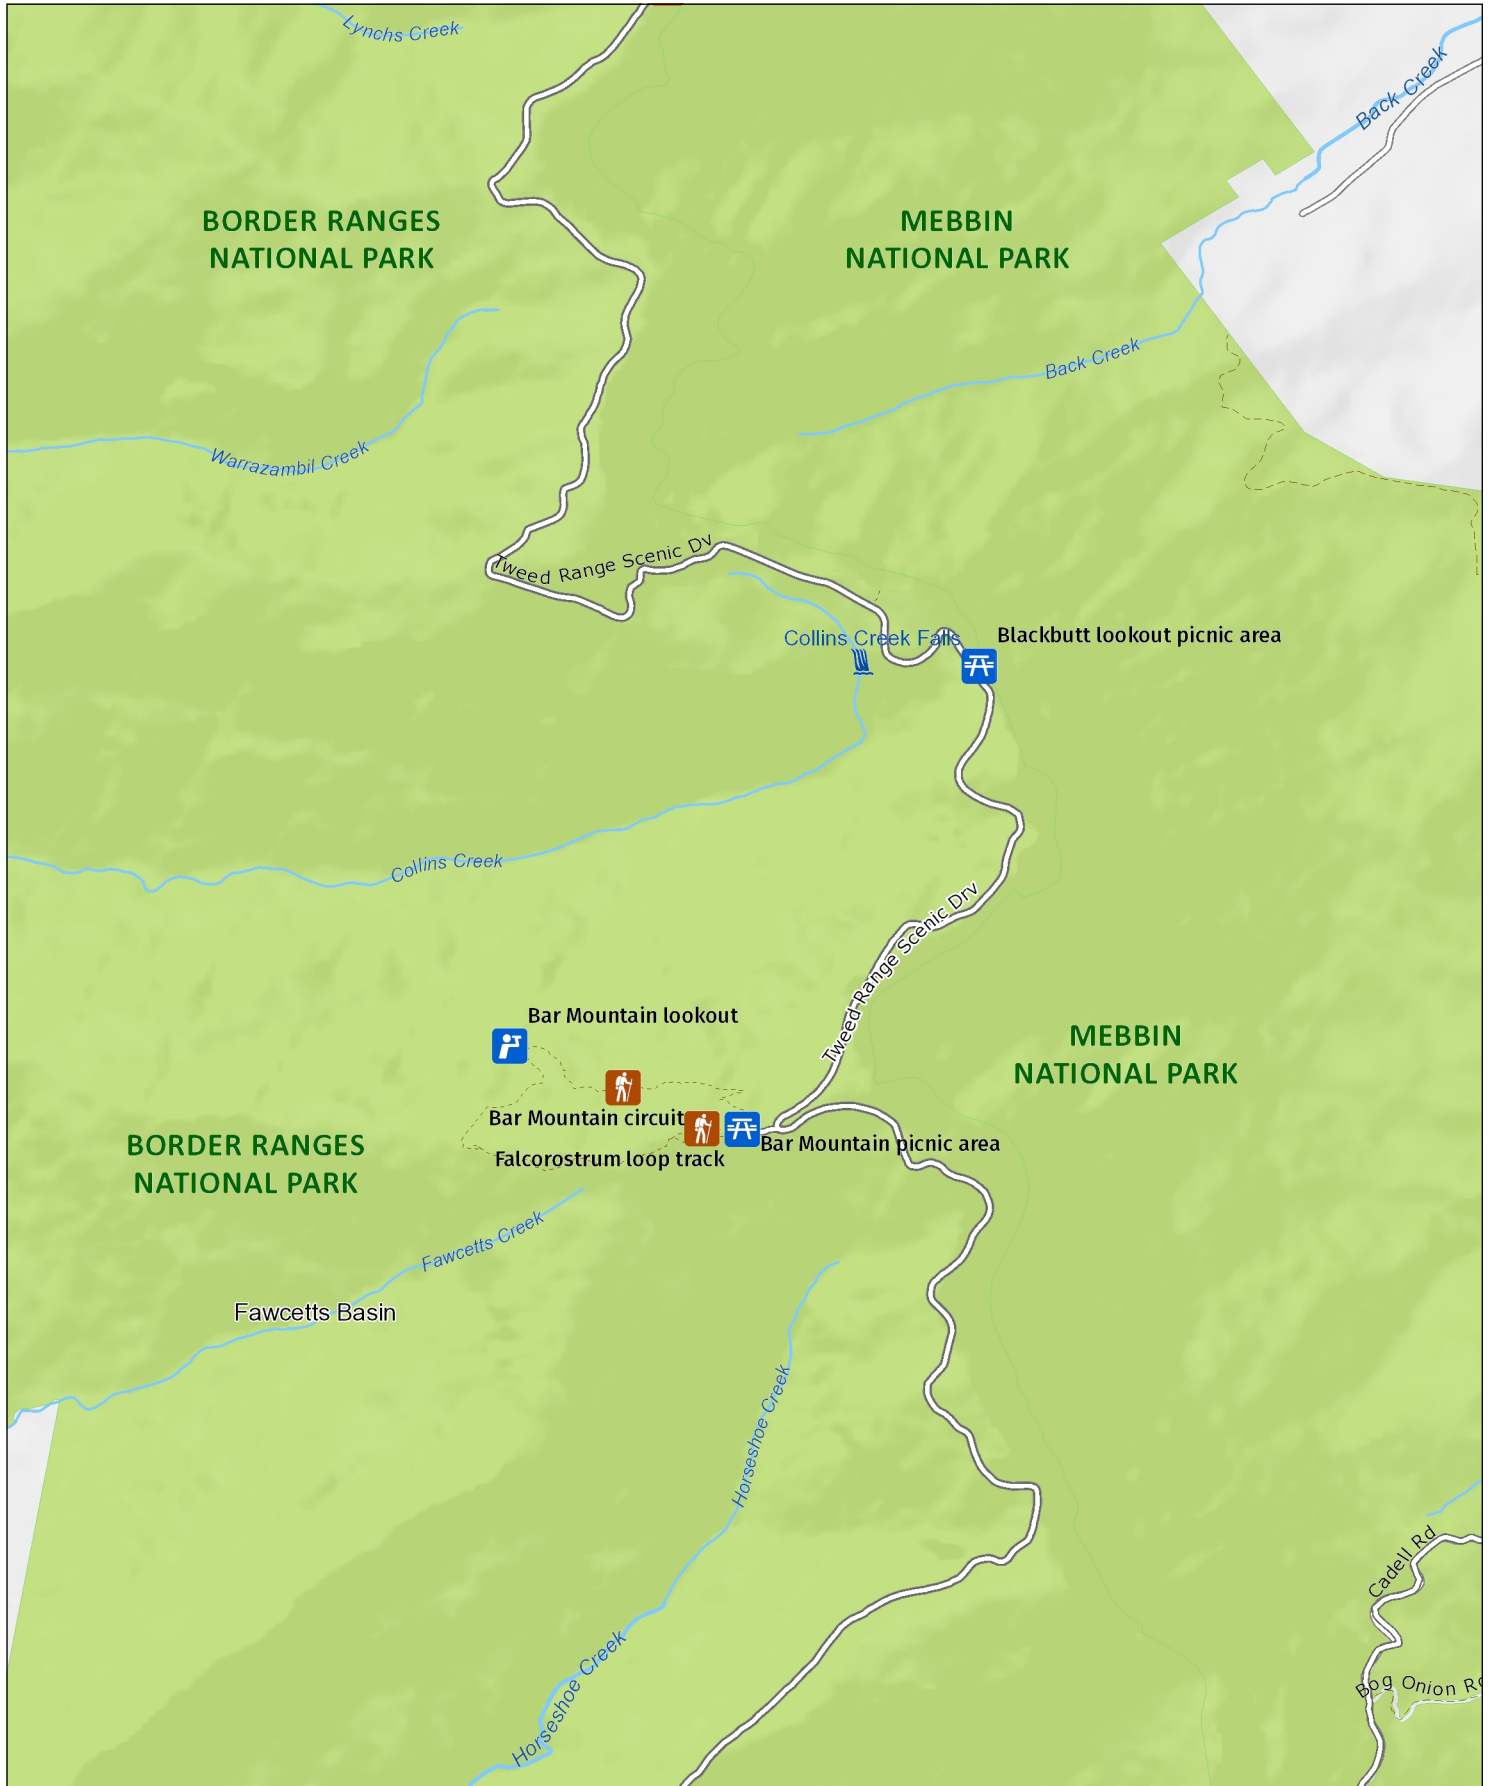 Lynchs Creek
Back Creek
BORDER RANGES
NATIONAL PARK
MEBBIN
NATIONAL PARK
Back Creek
Warrazambil Creek
Tweed Range Scenic Dv
Collins Creek Falls
Blackbutt lookout picnic area
Collins Creek
Tweed Range Scenic Drv
Bar Mountain lookout
MEBBIN
NATIONAL PARK
Bar Mountain circuit
Bar Mountain picnic area
Falcorostrum loop track
BORDER RANGES
NATIONAL PARK
Fawcetts Creek
Fawcetts Basin
Horseshoe Creek
Cadell Rd
Horseshoe Creek
Bog Onion Rd